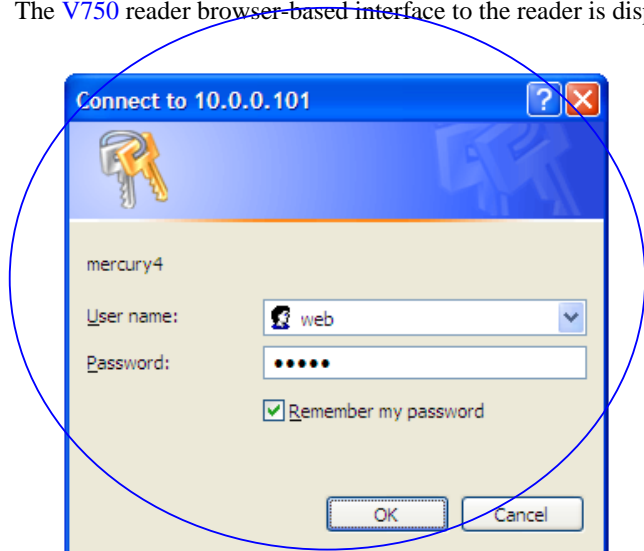 The V750 reader browser-based interface to the reader is
Connect to 10.0.0.101
mercury4
User name:
web
Password:
•••••
Remember my password
OK
Cancel